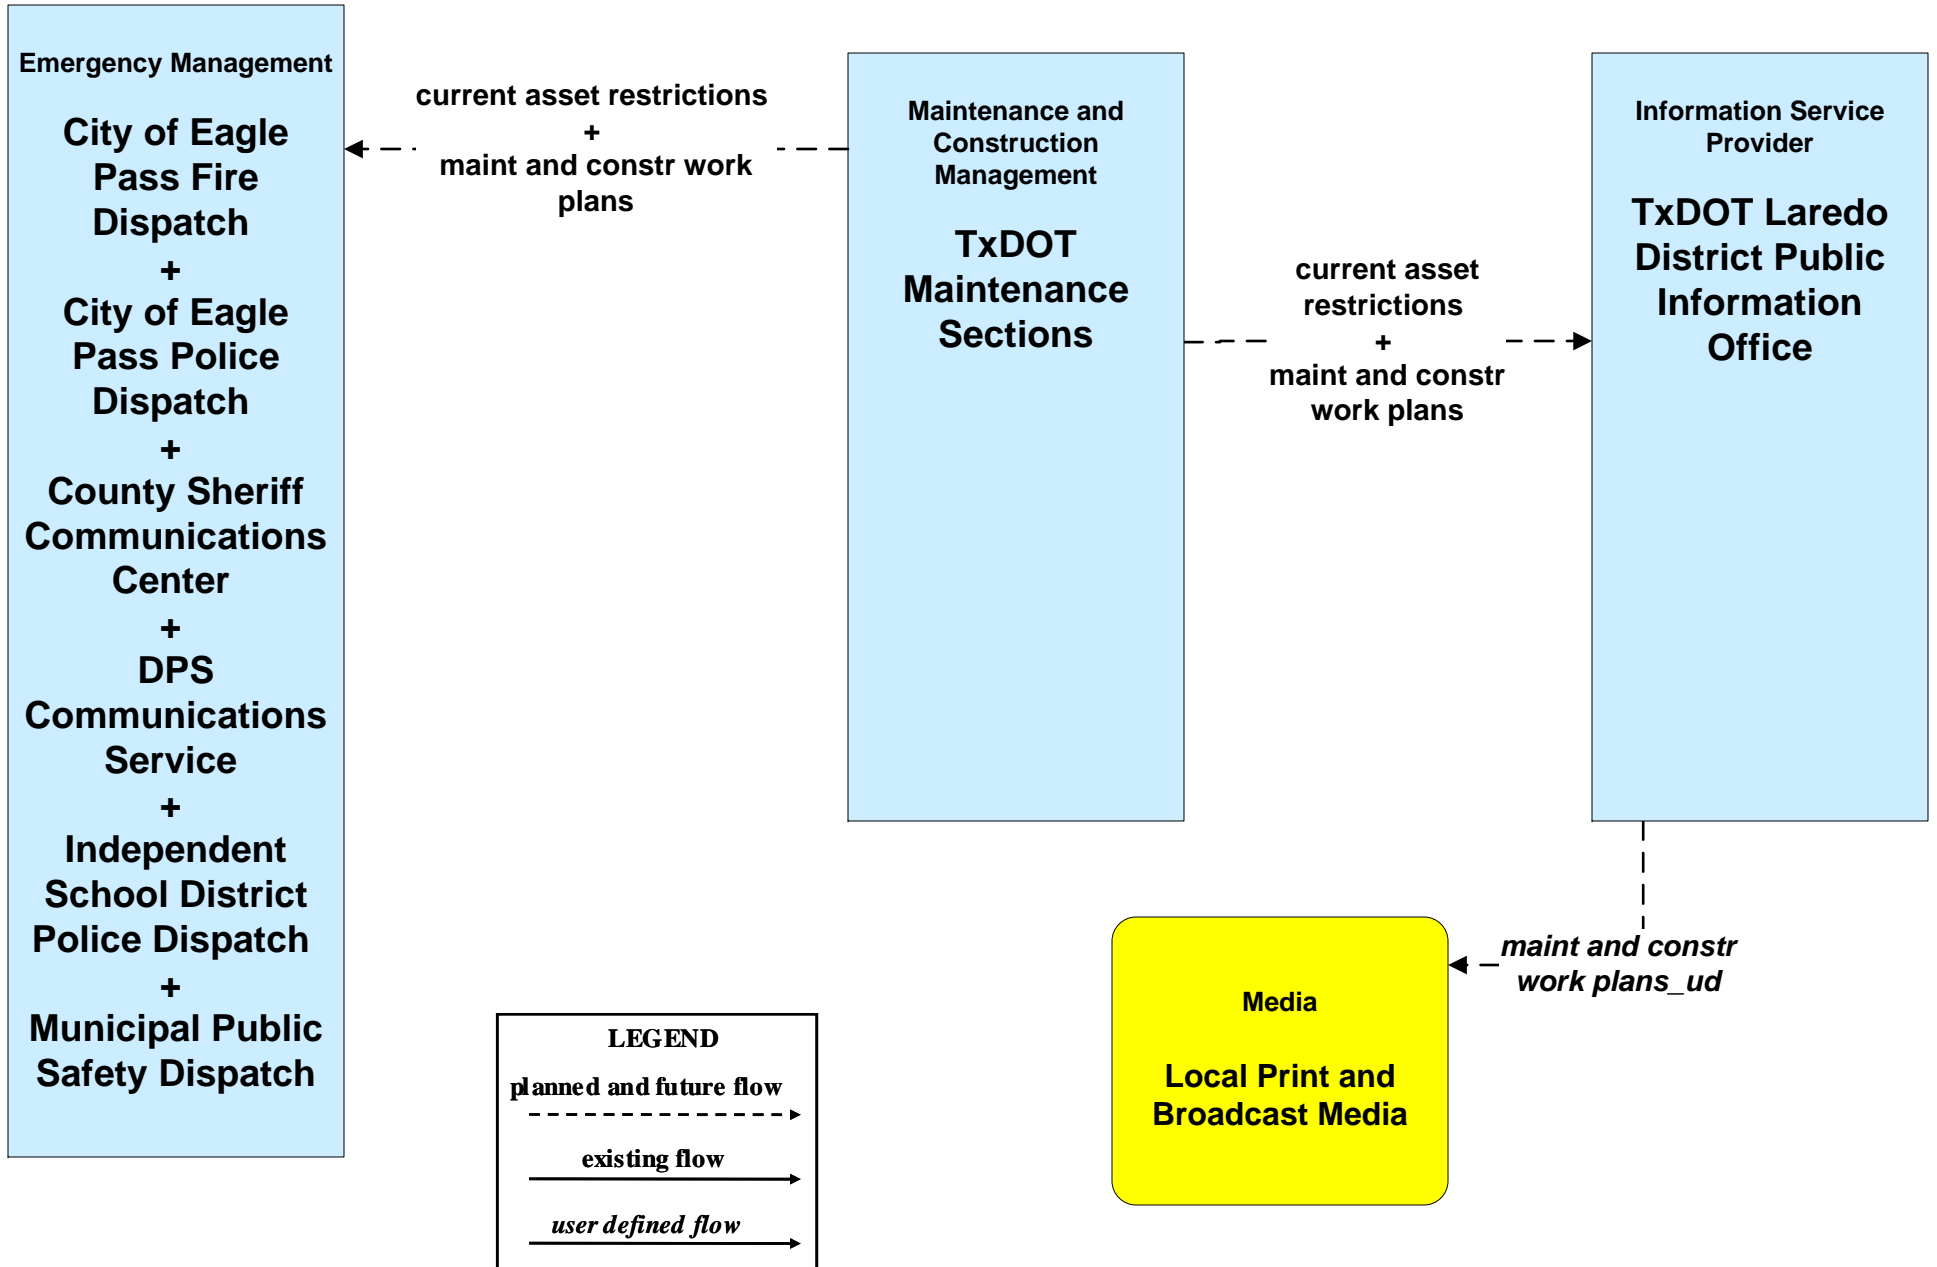 Emergency Management
City of Eagle
Pass Fire
Dispatch
+
City of Eagle
Pass Police
Dispatch
+
County Sheriff
Communications
Center
+
DPS
Communications
Service
+
Independent
School District
Police Dispatch
+
Municipal Public
Safety Dispatch
current asset restrictions
+
maint and constr work
plans
Maintenance and
Construction
Management
TxDOT
Maintenance
Sections
current asset
restrictions
+
maint and constr
work plans
Information Service
Provider
TxDOT Laredo
District Public
Information
Office
maint and constr
work plans_ud
Media
Local Print and
Broadcast Media
LEGEND
planned and future flow
existing flow
user defined flow